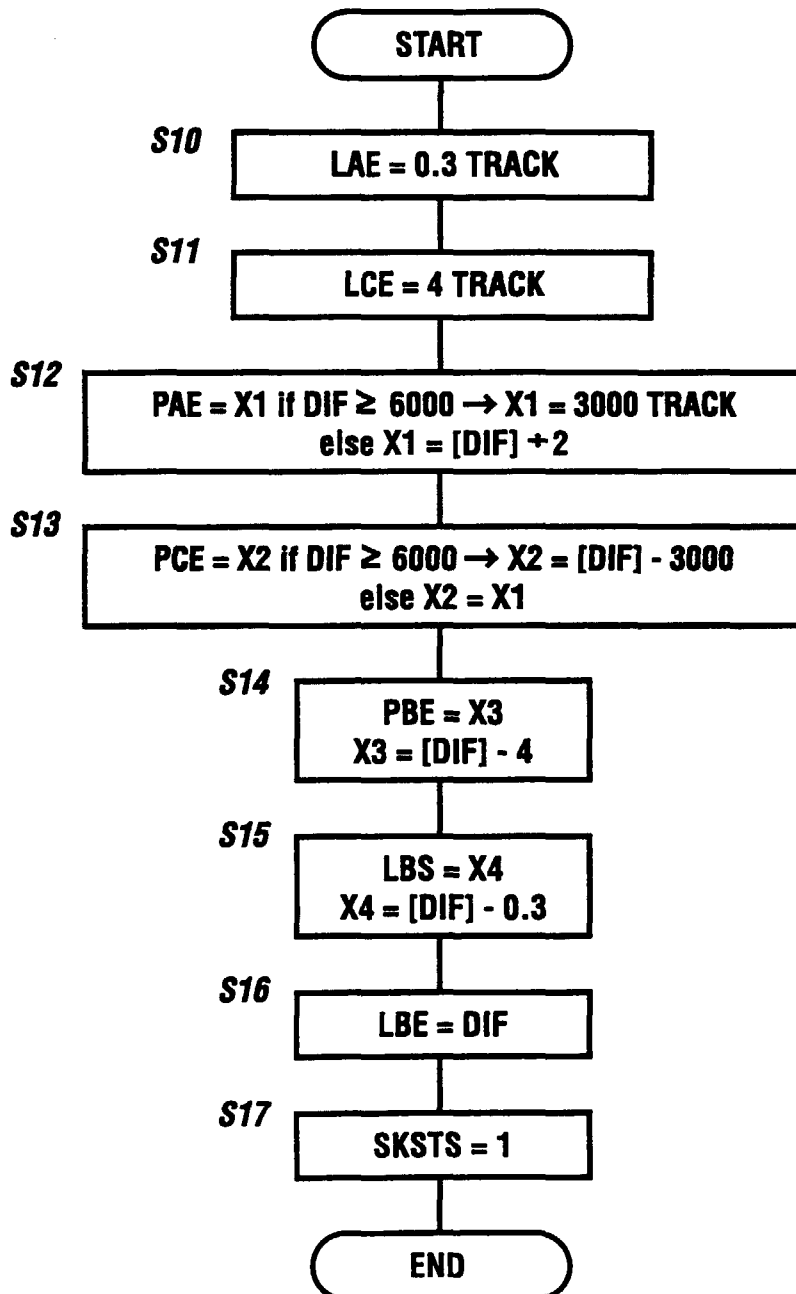 START
S10
LAE = 0.3 TRACK
S11
LCE = 4 TRACK
S12
PAE = X1 if DIF ≥ 6000 → X1 = 3000 TRACK
else X1 = [DIF] ÷ 2
S13
PCE = X2 if DIF ≥ 6000 → X2 = [DIF] - 3000
else X2 = X1
S14
PBE = X3
X3 = [DIF] - 4
S15
LBS = X4
X4 = [DIF] - 0.3
S16
LBE = DIF
S17
SKSTS = 1
END